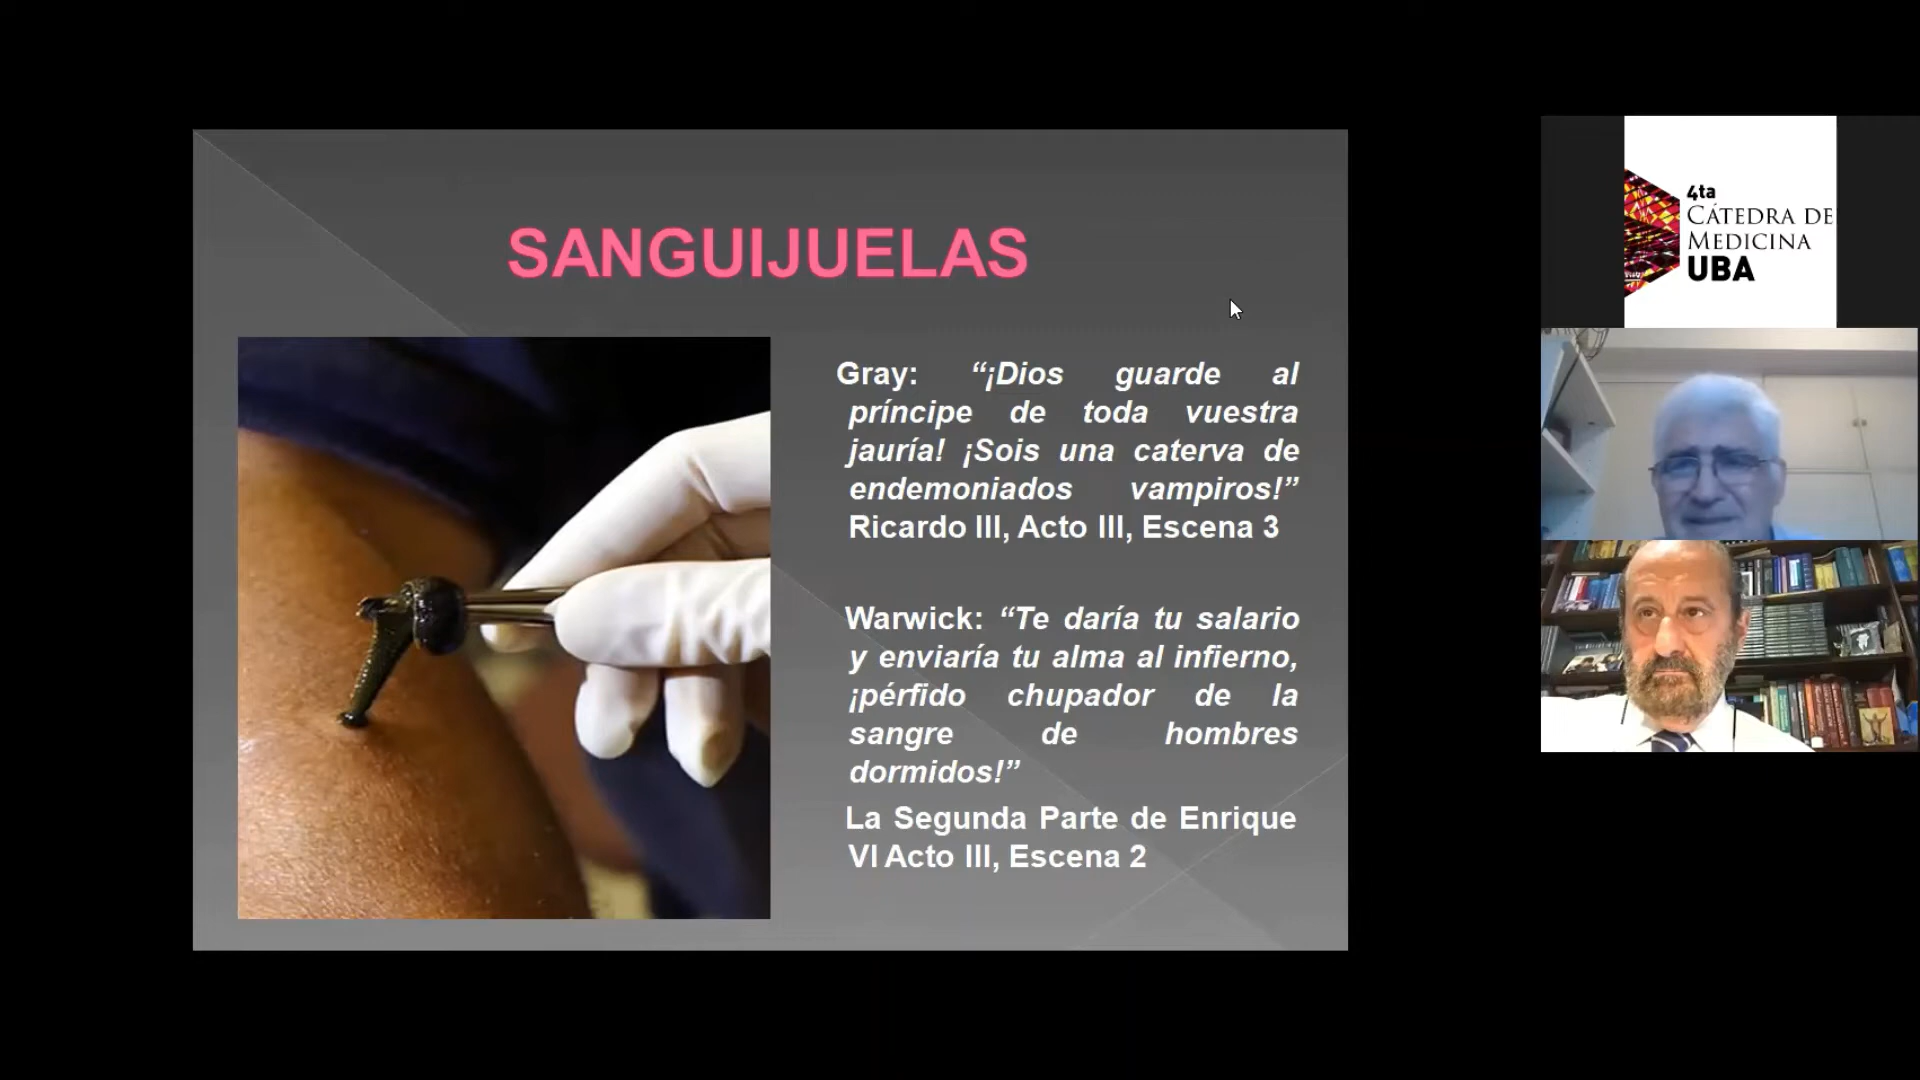 SANGUIJUELAS
Gray: “¡Dios guarde al
príncipe de toda vuestra
jauría! ¡Sois una caterva de
endemoniados vampiros!”
Ricardo III, Acto III, Escena 3
Warwick: “Te daría tu salario
y enviaría tu alma al infierno,
¡pérfido chupador de la
sangre de hombres
dormidos!”
La Segunda Parte de Enrique
VI Acto III, Escena 2
4ta
CÁTEDRA DE
MEDICINA
UBA